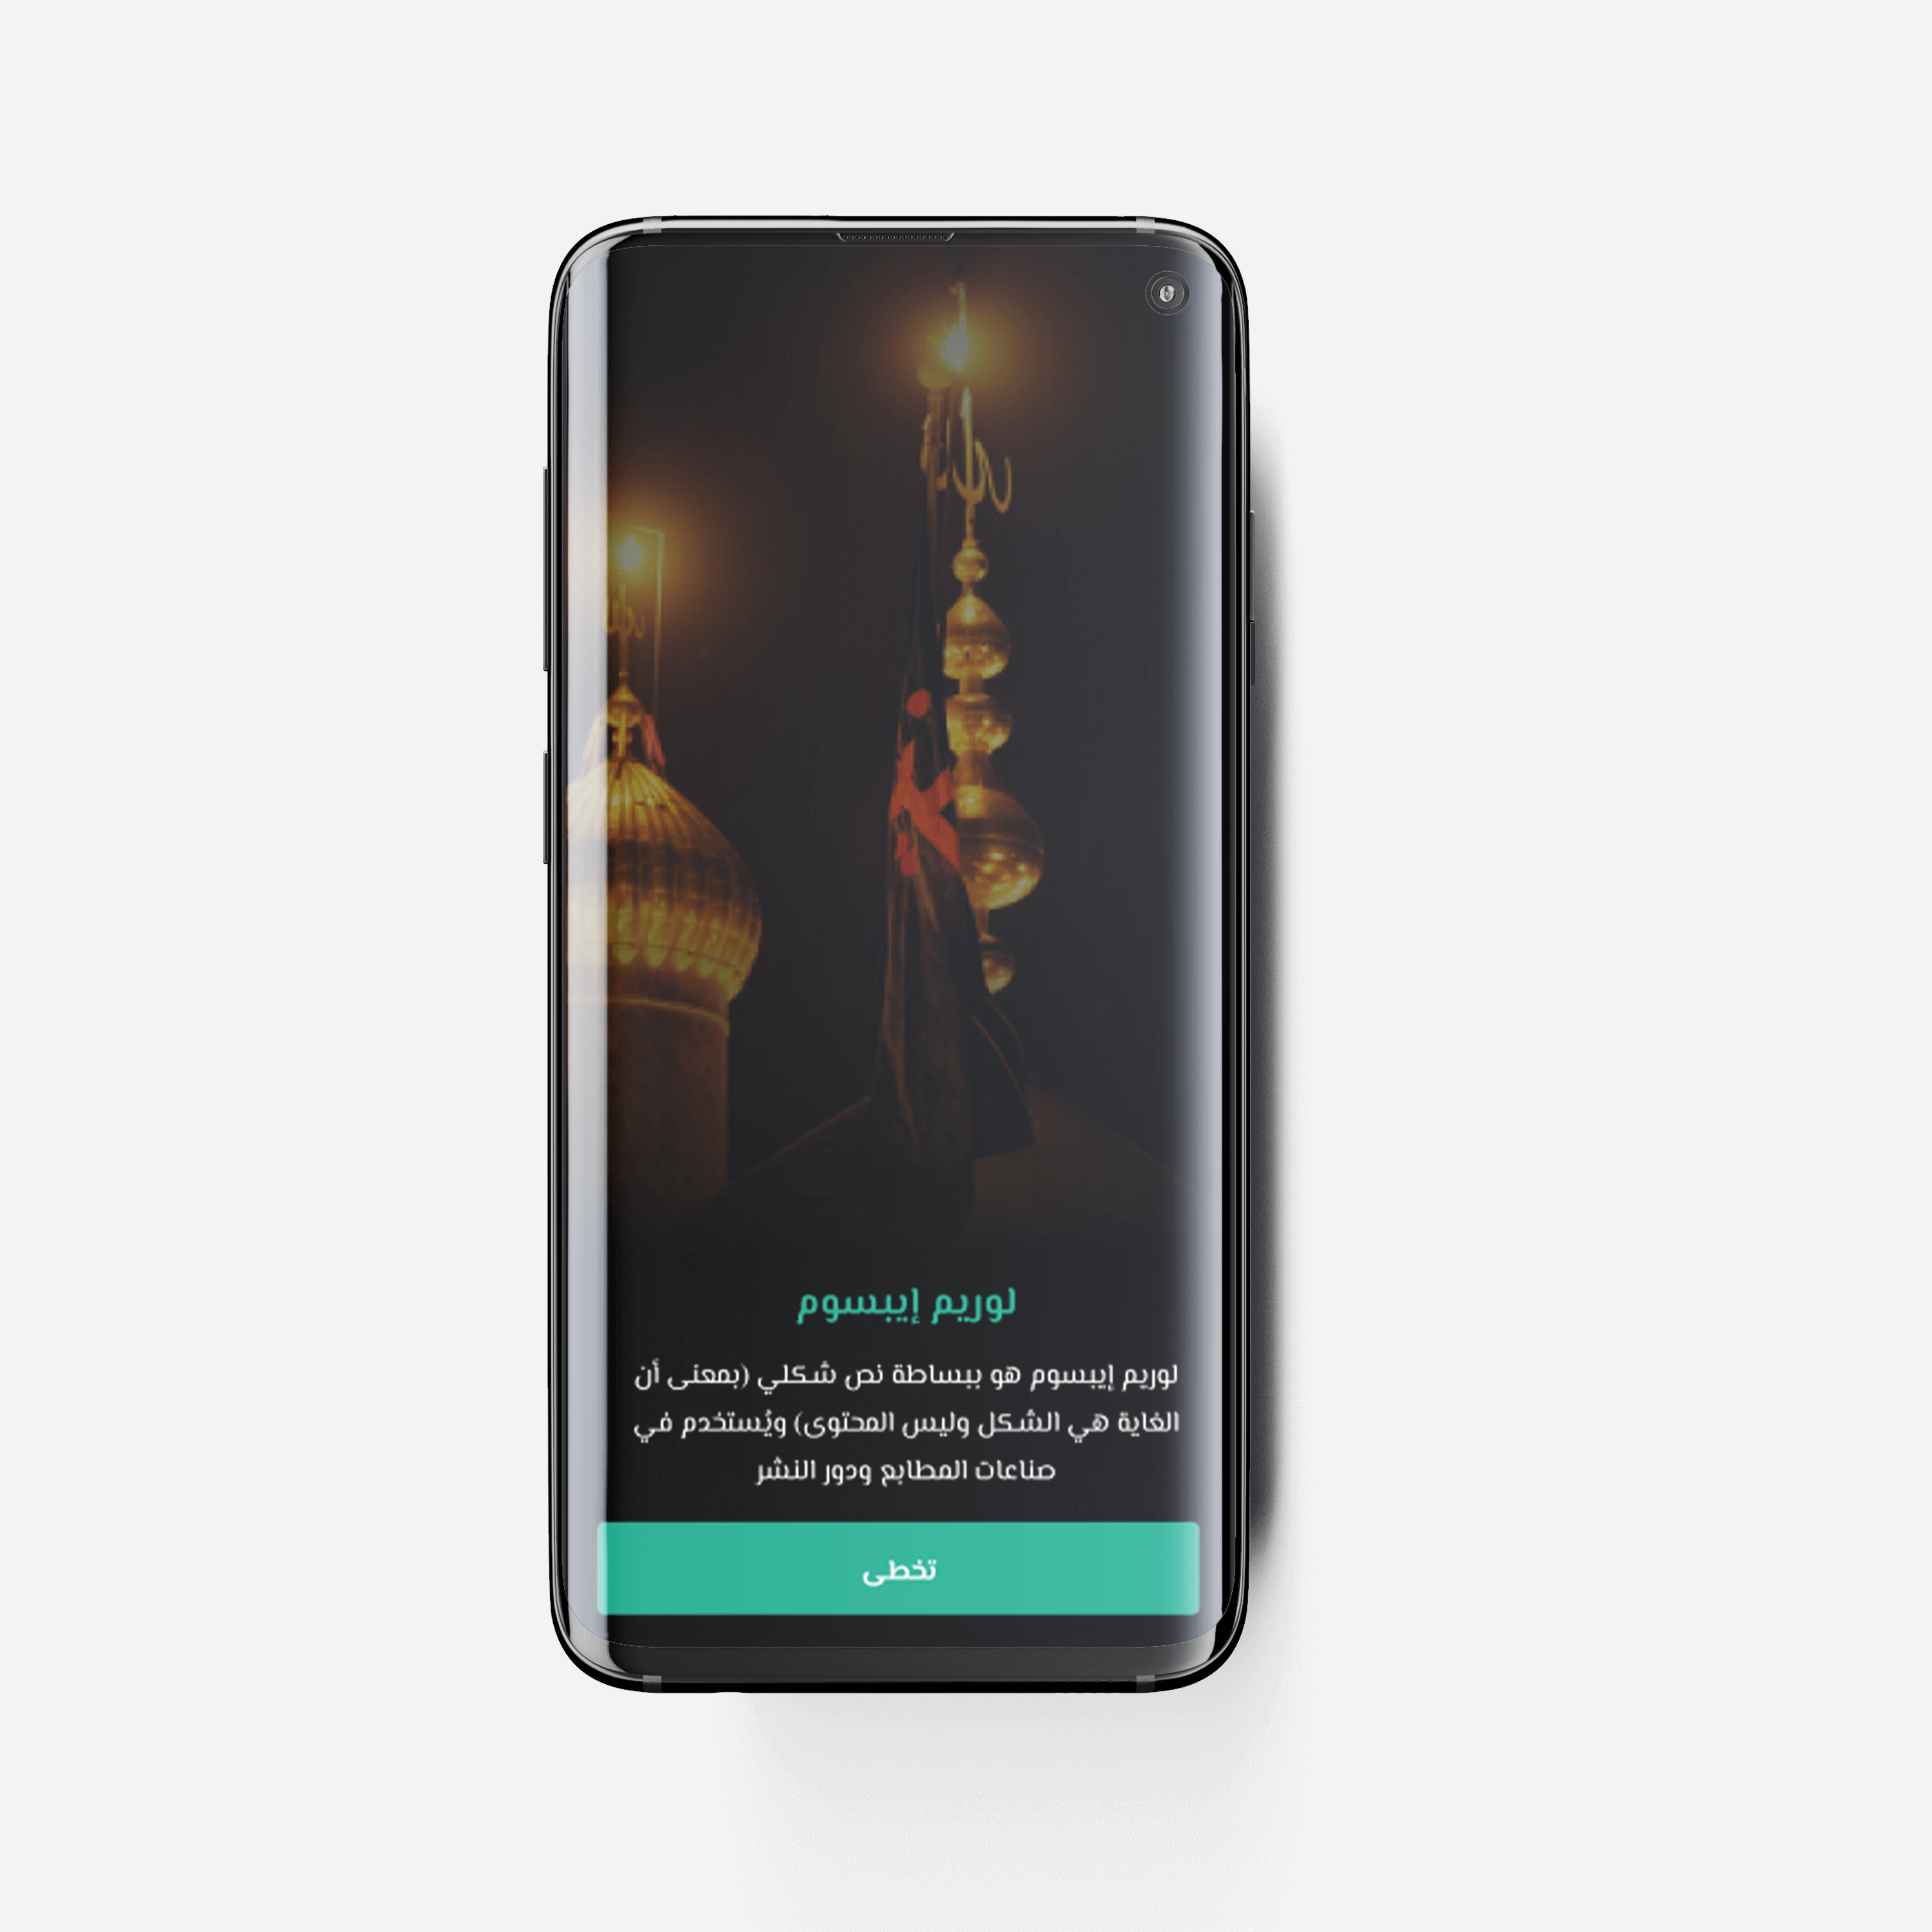 لوريم إيبسوم
لوريم إيبسوم هو ببساطة نص شكلي (بمعنى أن
الغاية هي الشكل وليس المحتوى) ويُستخدم في
صناعات المطابع ودور النشر
تخطى